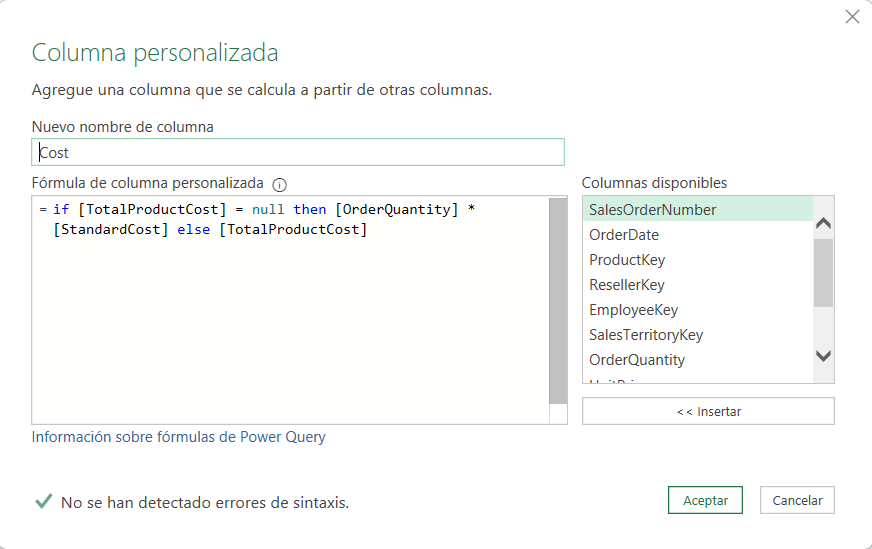 Columna personalizada
Agregue una columna que se calcula a partir de otras columnas.
Nuevo nombre de columna
Cost
Fórmula de columna personalizada
= if [TotalProductCost] = null then [OrderQuantity] *
[StandardCost] else [TotalProductCost]
Columnas disponibles
SalesOrderNumber
OrderDate
ProductKey
ResellerKey
EmployeeKey
SalesTerritoryKey
OrderQuantity
<< Insertar
Información sobre fórmulas de Power Query
No se han detectado errores de sintaxis.
Aceptar
Cancelar